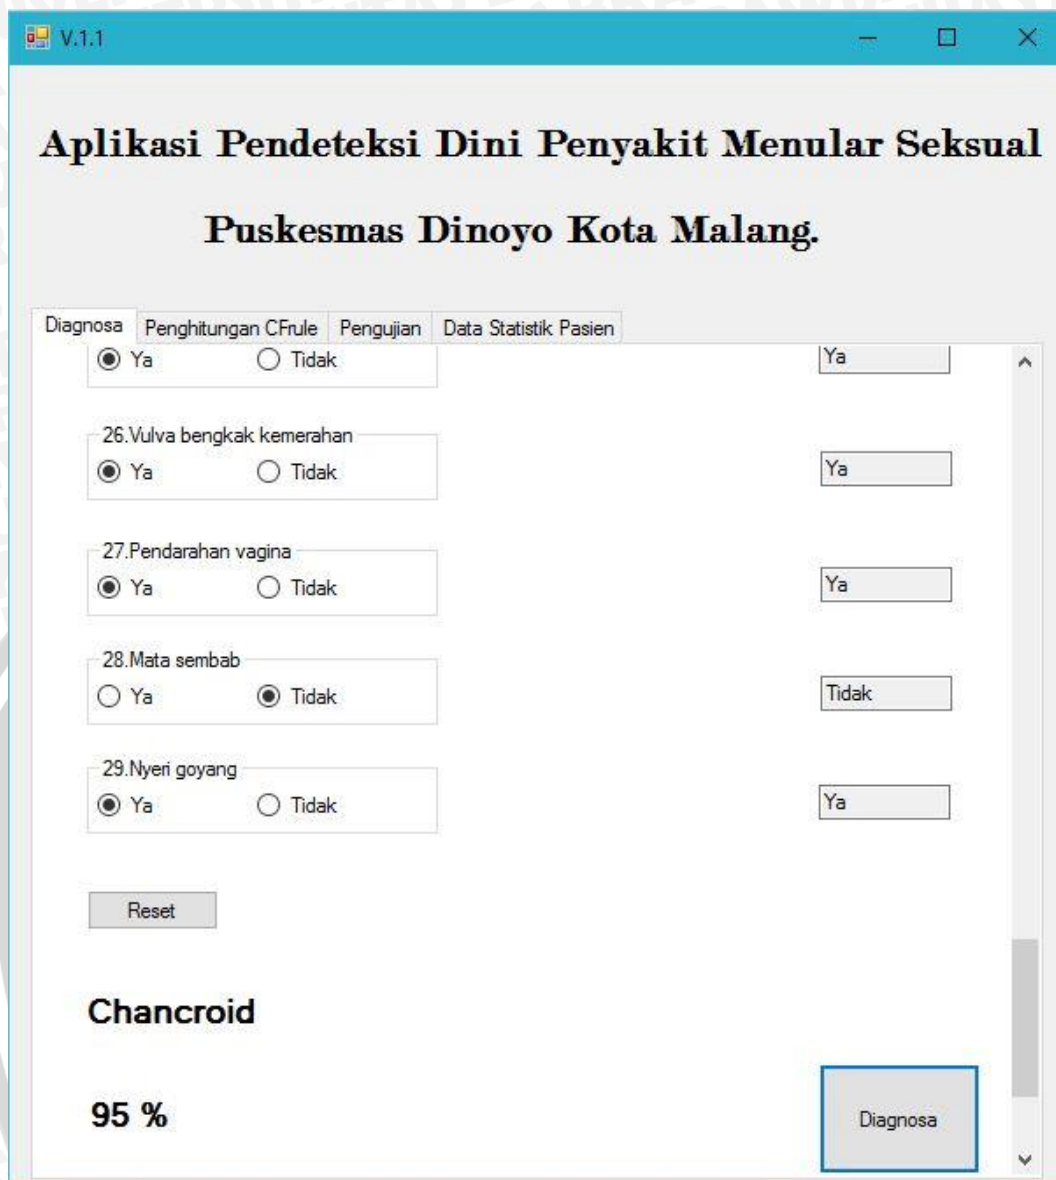 V.1.1
Aplikasi Pendeteksi Dini Penyakit Menular Seksual
Puskesmas Dinoyo Kota Malang.
Diagnosa Penghitungan CFrule Pengujian Data Statistik Pasien
Ya Tidak Ya
26.Vulva bengkak kemerahan
Ya Tidak Ya
27.Pendarahan vagina
Ya Tidak Ya
28.Mata sembab
Ya Tidak Tidak
29.Nyeri goyang
Ya Tidak Ya
Reset
Chancroid
95 %
Diagnosa